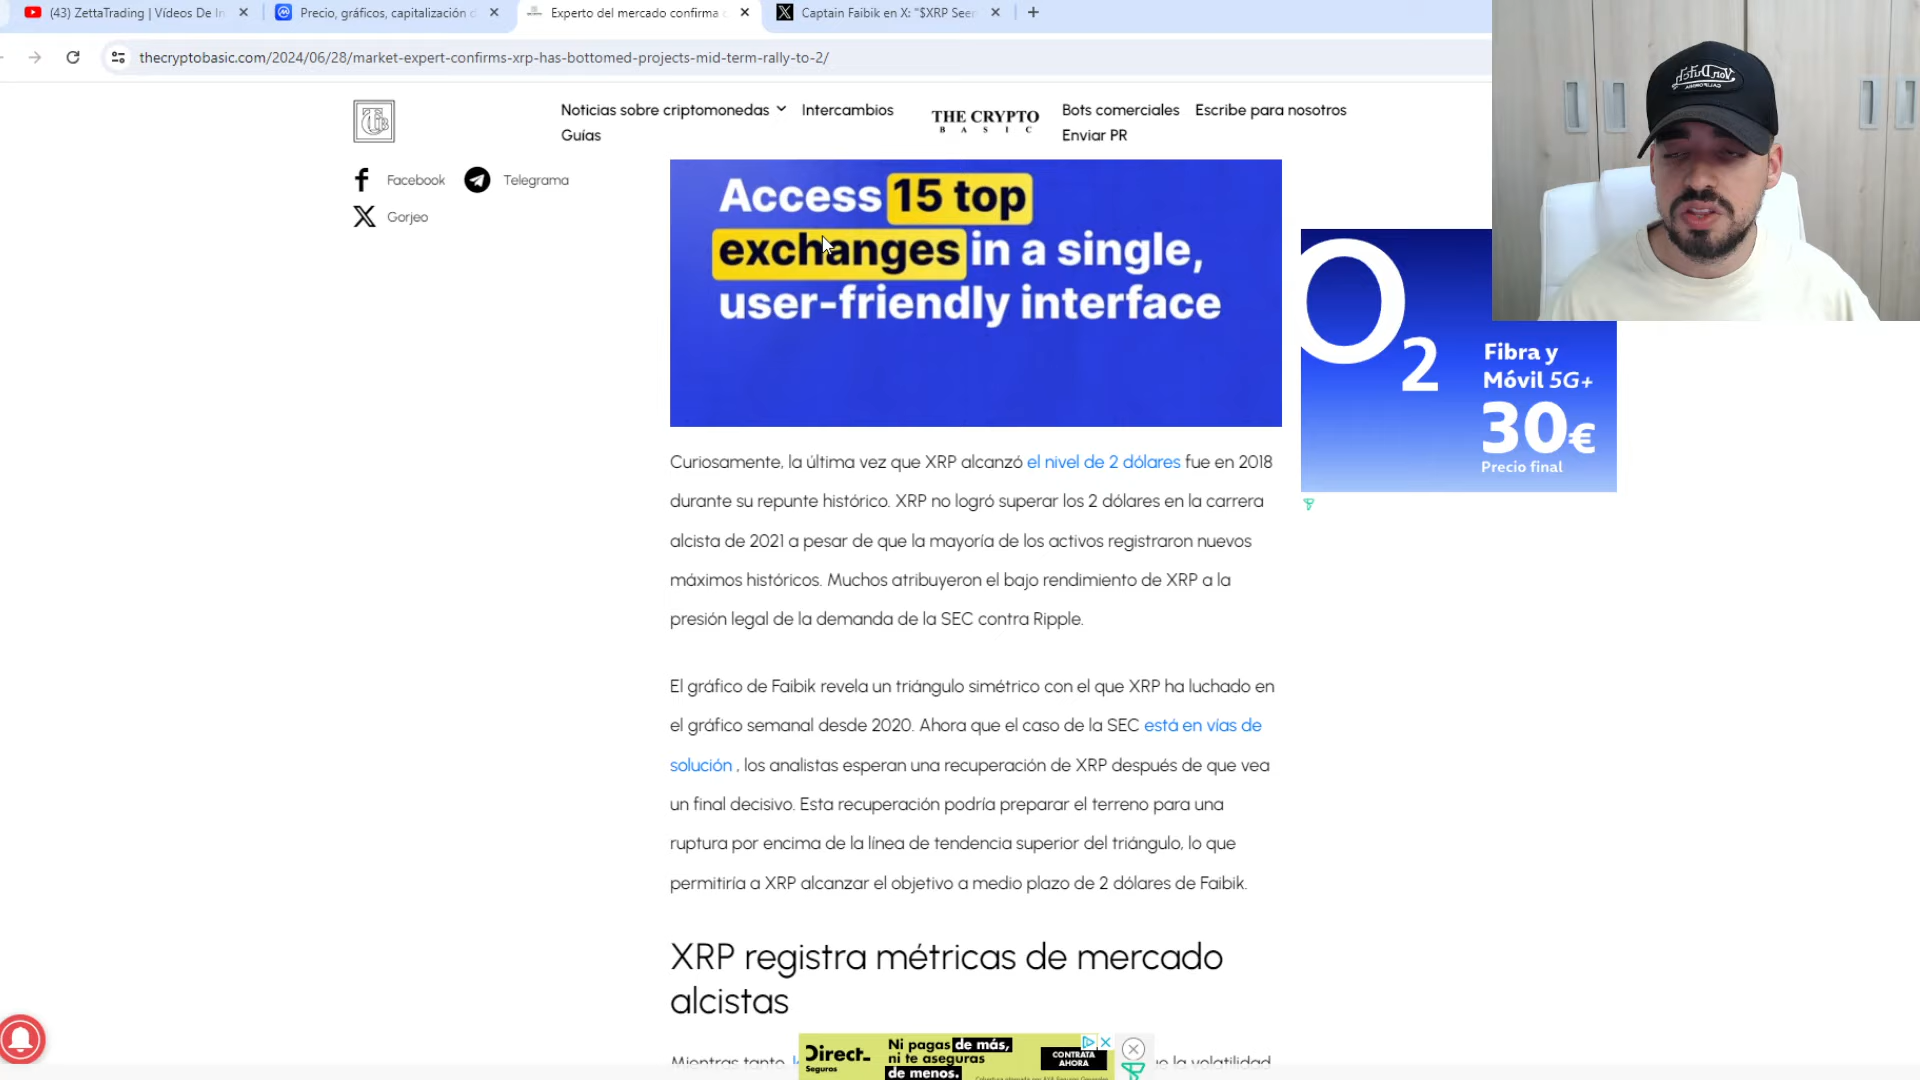 (43) ZettaTrading | Vídeos De In
Precio, gráficos, capitalización d
Experto del mercado confirma
Captain Faibik en X: "$XRP Seen
thecryptobasic.com/2024/06/28/market-expert-confirms-xrp-has-bottomed-projects-mid-term-rally-to-2/
Noticias sobre criptomonedas
Intercambios
Guías
THE CRYPTO
BASIC
Bots comerciales
Escribe para nosotros
Enviar PR
Facebook
Telegrama
Gorjeo
Access 15 top
exchanges in a single,
user-friendly interface
O2
Fibra y
Móvil 5G+
30€
Precio final
Von Dutch
CALIFORNIA
Curiosamente, la última vez que XRP alcanzó el nivel de 2 dólares fue en 2018
durante su repunte histórico. XRP no logró superar los 2 dólares en la carrera
alcista de 2021 a pesar de que la mayoría de los activos registraron nuevos
máximos históricos. Muchos atribuyeron el bajo rendimiento de XRP a la
presión legal de la demanda de la SEC contra Ripple.
El gráfico de Faibik revela un triángulo simétrico con el que XRP ha luchado en
el gráfico semanal desde 2020. Ahora que el caso de la SEC está en vías de
solución , los analistas esperan una recuperación de XRP después de que vea
un final decisivo. Esta recuperación podría preparar el terreno para una
ruptura por encima de la línea de tendencia superior del triángulo, lo que
permitiría a XRP alcanzar el objetivo a medio plazo de 2 dólares de Faibik.
XRP registra métricas de mercado
alcistas
Mientras tanto,
la volatilidad
Direct
Seguros
Ni pagas de más,
ni te aseguras
de menos.
CONTRATA
AHORA